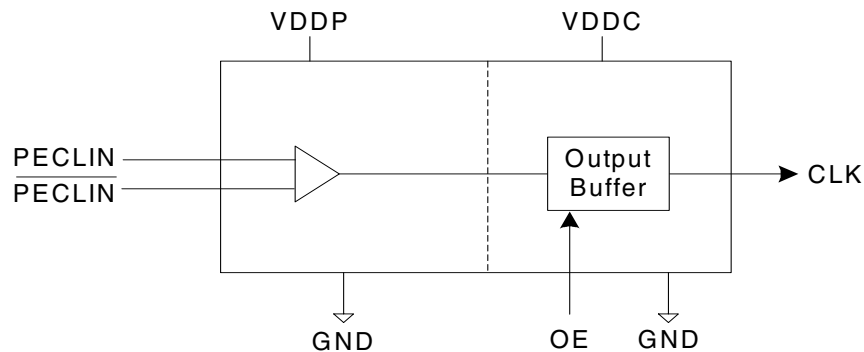 VDDP
VDDC
PECLIN
PECLIN
Output
Buffer
CLK
GND
OE
GND